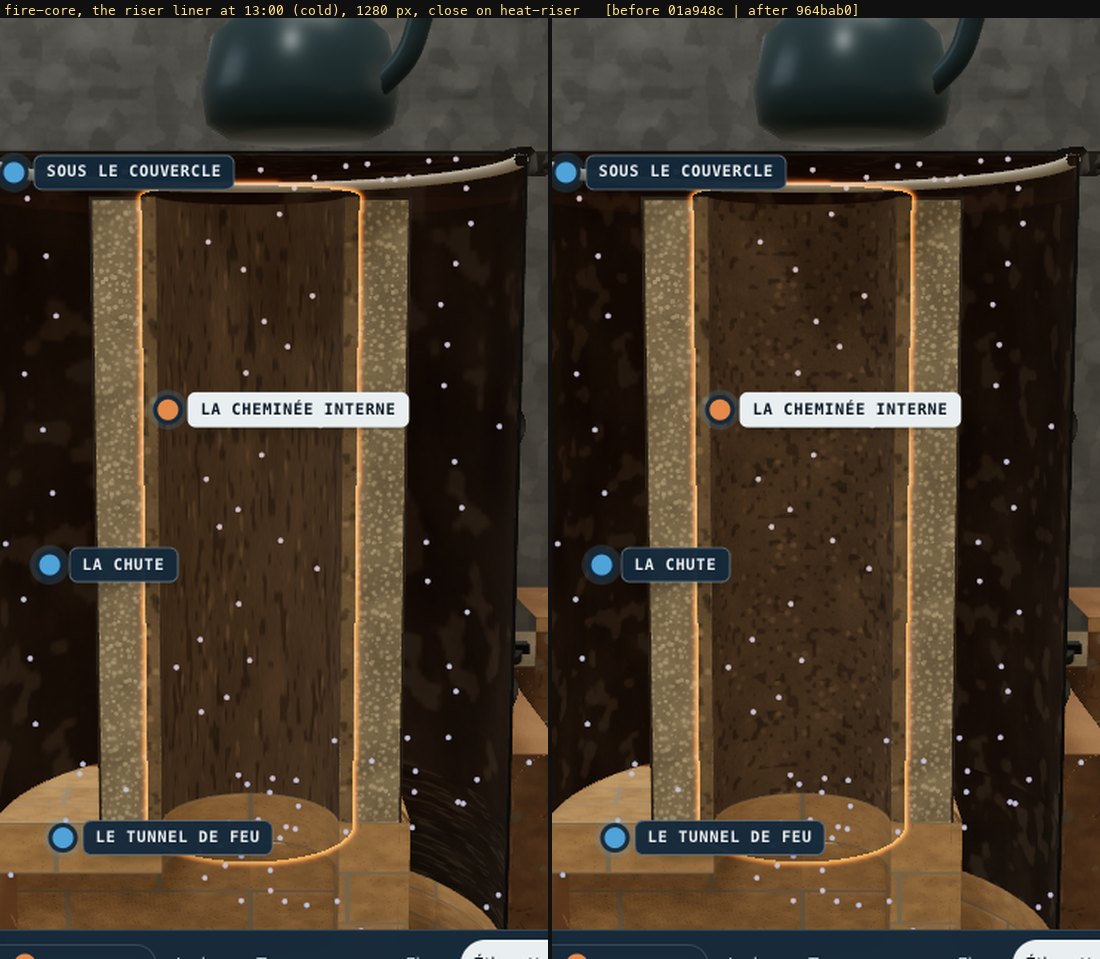 fire-core, the riser liner at 13:00 (cold), 1280 px, close on heat-riser [before 01a948c | after 964bab0]
SOUS LE COUVERCLE
SOUS LE COUVERCLE
LA CHEMINÉE INTERNE
LA CHEMINÉE INTERNE
LA CHUTE
LA CHUTE
LE TUNNEL DE FEU
LE TUNNEL DE FEU